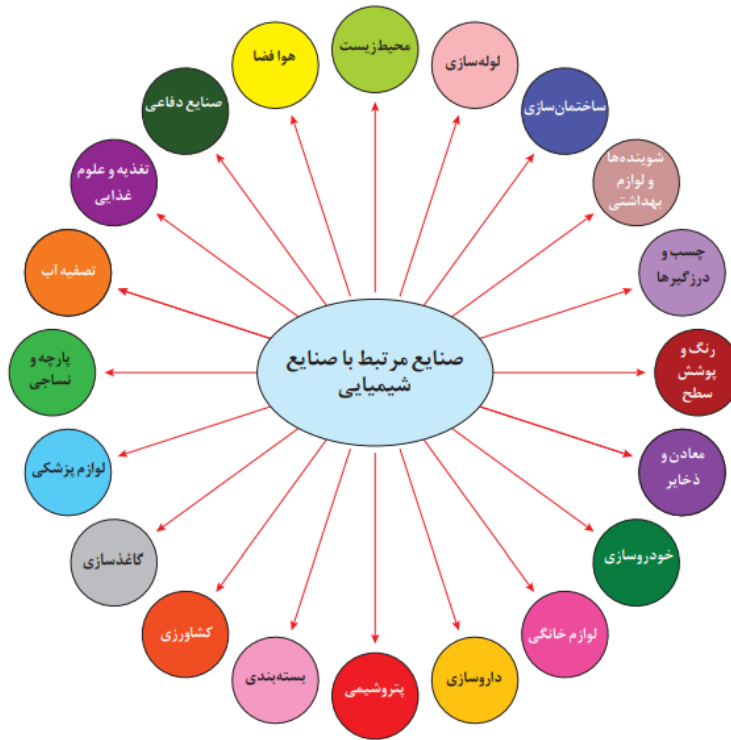 محیط‌زیست
لوله‌سازی
ساختمان‌سازی
شوینده‌ها
و لوازم
بهداشتی
چسب و
درزگیرها
رنگ و
پوشش
سطح
معادن و
ذخایر
خودروسازی
لوازم خانگی
داروسازی
پتروشیمی
بسته‌بندی
کشاورزی
کاغذسازی
لوازم پزشکی
پارچه و
نساجی
تصفیه آب
تغذیه و علوم
غذایی
صنایع دفاعی
هوا فضا
صنایع مرتبط با صنایع
شیمیایی